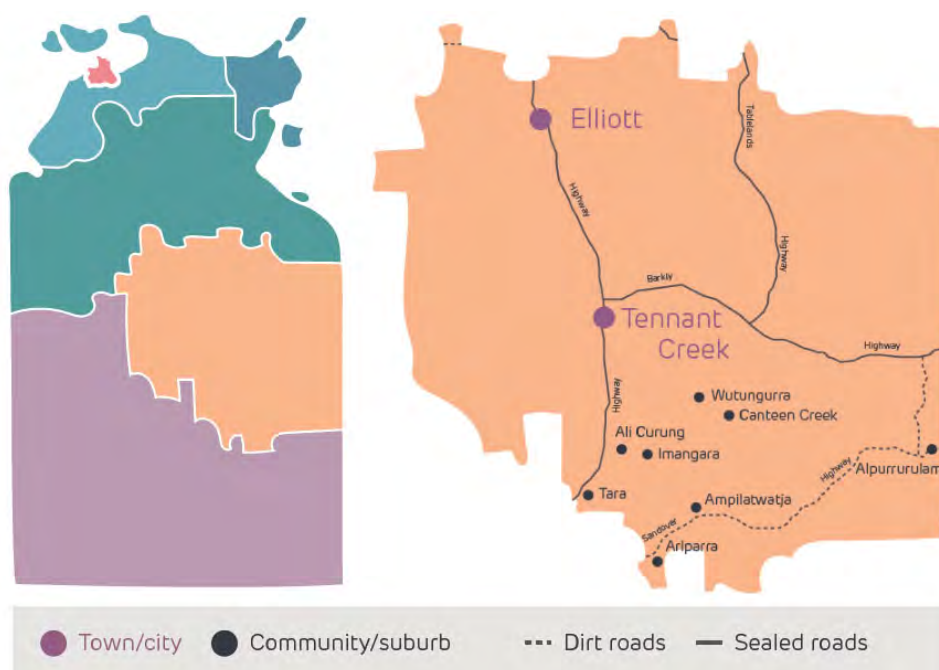 Elliott
Tablelands
Highway
Highway
Barkly
Tennant
Creek
Highway
Highway
Wutungurra
Canteen Creek
Ali Curung
Imangara
Highway
Alpurrurulam
Tara
Ampilatwatja
Sandover
Ariparra
Town/city
Community/suburb
Dirt roads
Sealed roads